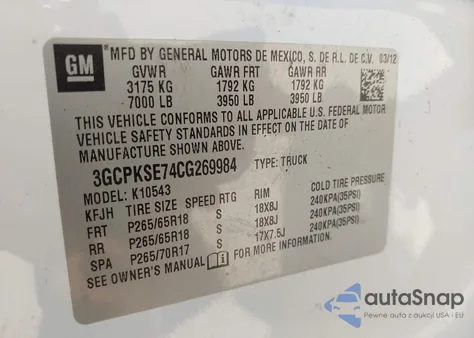 GM
MFD BY GENERAL MOTORS DE MEXICO, S. DE R.L. DE C.V. 03/12
GVWR GAWR FRT GAWR RR
3175 KG 1792 KG 1792 KG
7000 LB 3950 LB 3950 LB
THIS VEHICLE CONFORMS TO ALL APPLICABLE U.S. FEDERAL MOTOR
VEHICLE SAFETY STANDARDS IN EFFECT ON THE DATE OF
MANUFACTURE SHOWN ABOVE.
3GCPKSE74CG269984 TYPE: TRUCK
MODEL: K10543
KFJH TIRE SIZE SPEED RTG RIM COLD TIRE PRESSURE
FRT P265/65R18 S 18X8J 240KPA(35PSI)
RR P265/65R18 S 18X8J 240KPA(35PSI)
SPA P265/70R17 S 17X7.5J 240KPA(35PSI)
SEE OWNER'S MANUAL FOR MORE INFORMATION.
autoSnap
Pewne auta z aukcji USA i EU